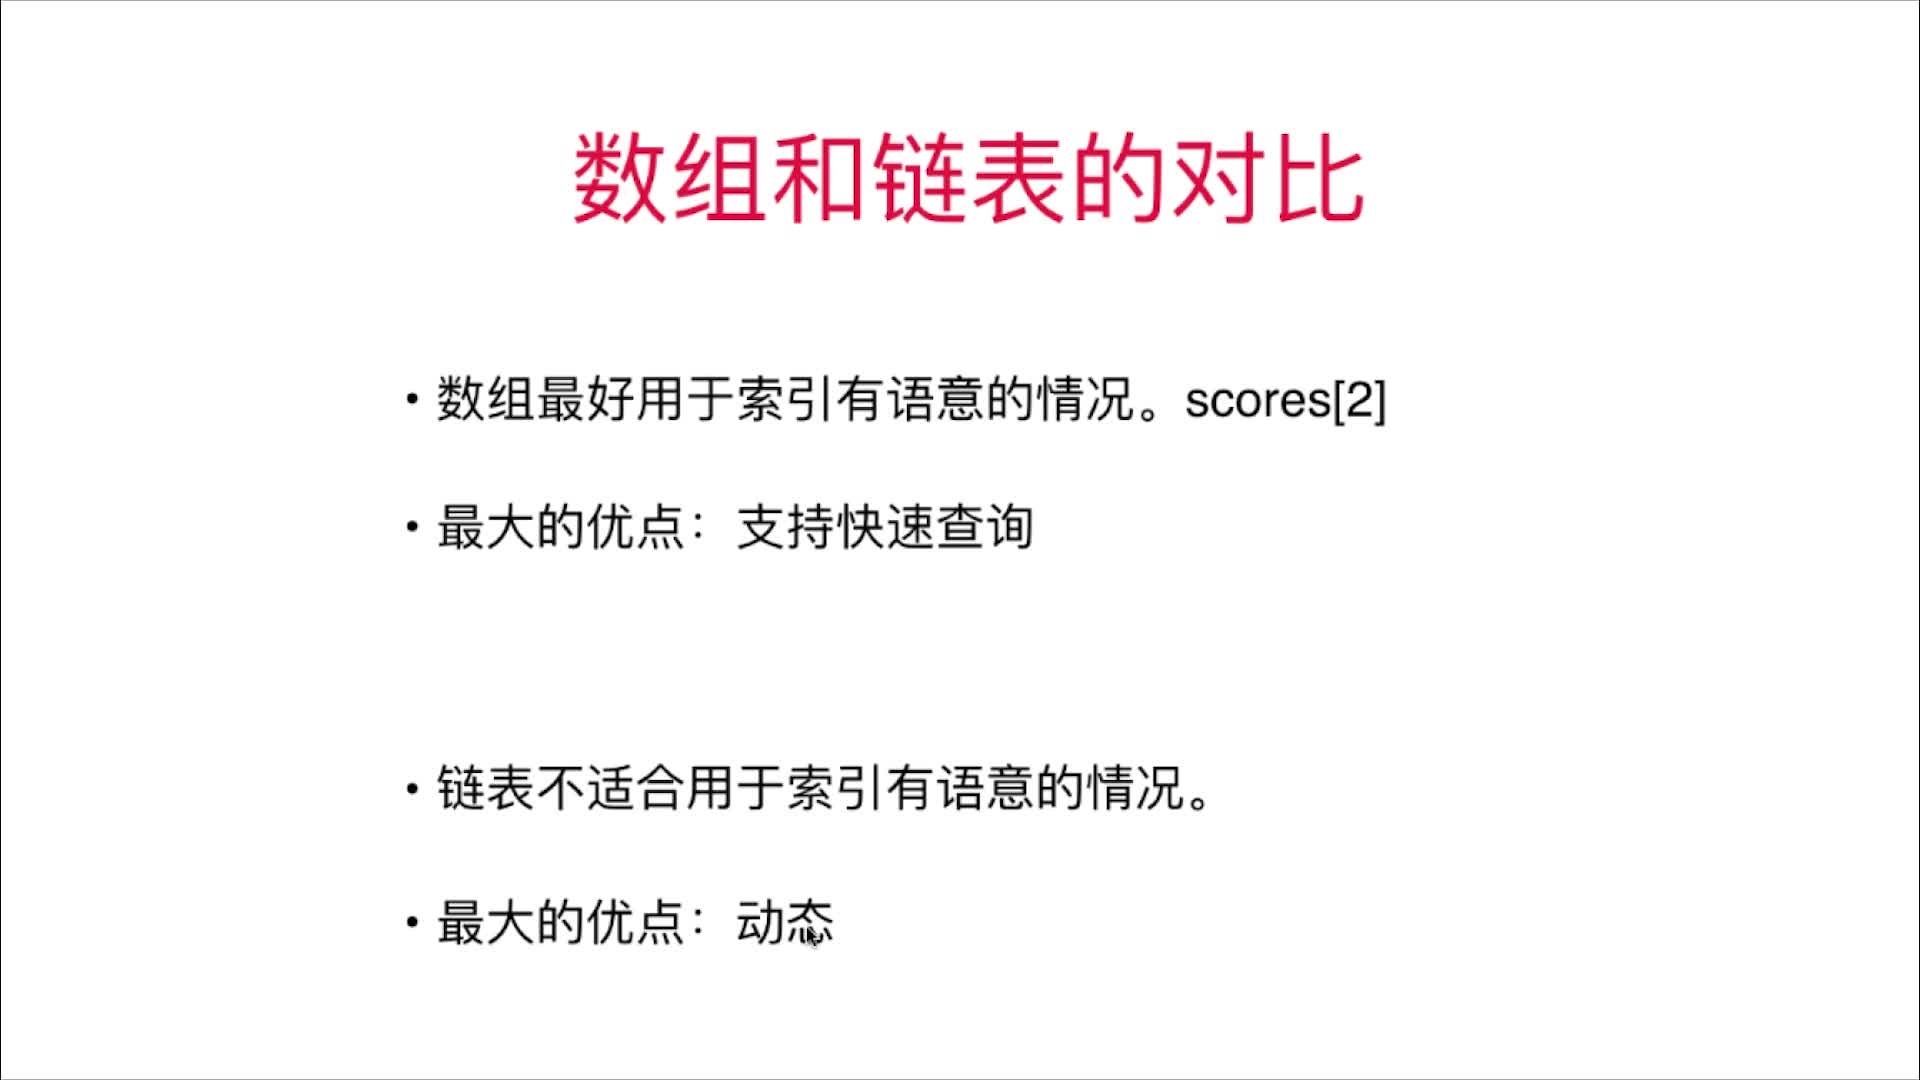 数组和链表的对比
• 数组最好用于索引有语意的情况。scores[2]
• 最大的优点：支持快速查询
• 链表不适合用于索引有语意的情况。
• 最大的优点：动态